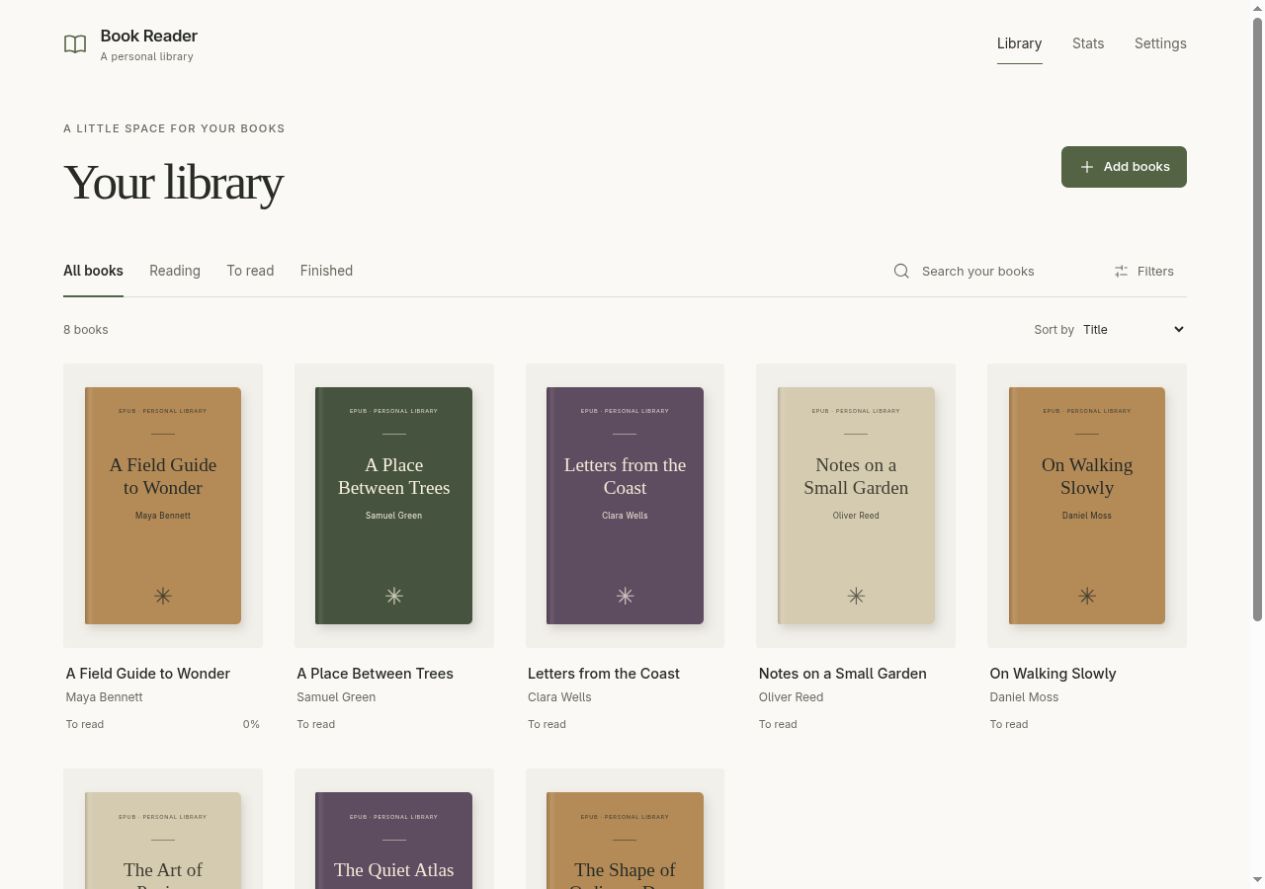 Book Reader
A personal library
Library
Stats
Settings
A LITTLE SPACE FOR YOUR BOOKS
Your library
Add books
All books
Reading
To read
Finished
Search your books
Filters
8 books
Sort by
Title
EPUB · PERSONAL LIBRARY
A Field Guide
to Wonder
Maya Bennett
EPUB · PERSONAL LIBRARY
A Place
Between Trees
Samuel Green
EPUB · PERSONAL LIBRARY
Letters from the
Coast
Clara Wells
EPUB · PERSONAL LIBRARY
Notes on a
Small Garden
Oliver Reed
EPUB · PERSONAL LIBRARY
On Walking
Slowly
Daniel Moss
A Field Guide to Wonder
Maya Bennett
To read
0%
A Place Between Trees
Samuel Green
To read
Letters from the Coast
Clara Wells
To read
Notes on a Small Garden
Oliver Reed
To read
On Walking Slowly
Daniel Moss
To read
EPUB · PERSONAL LIBRARY
The Art of
EPUB · PERSONAL LIBRARY
The Quiet Atlas
EPUB · PERSONAL LIBRARY
The Shape of